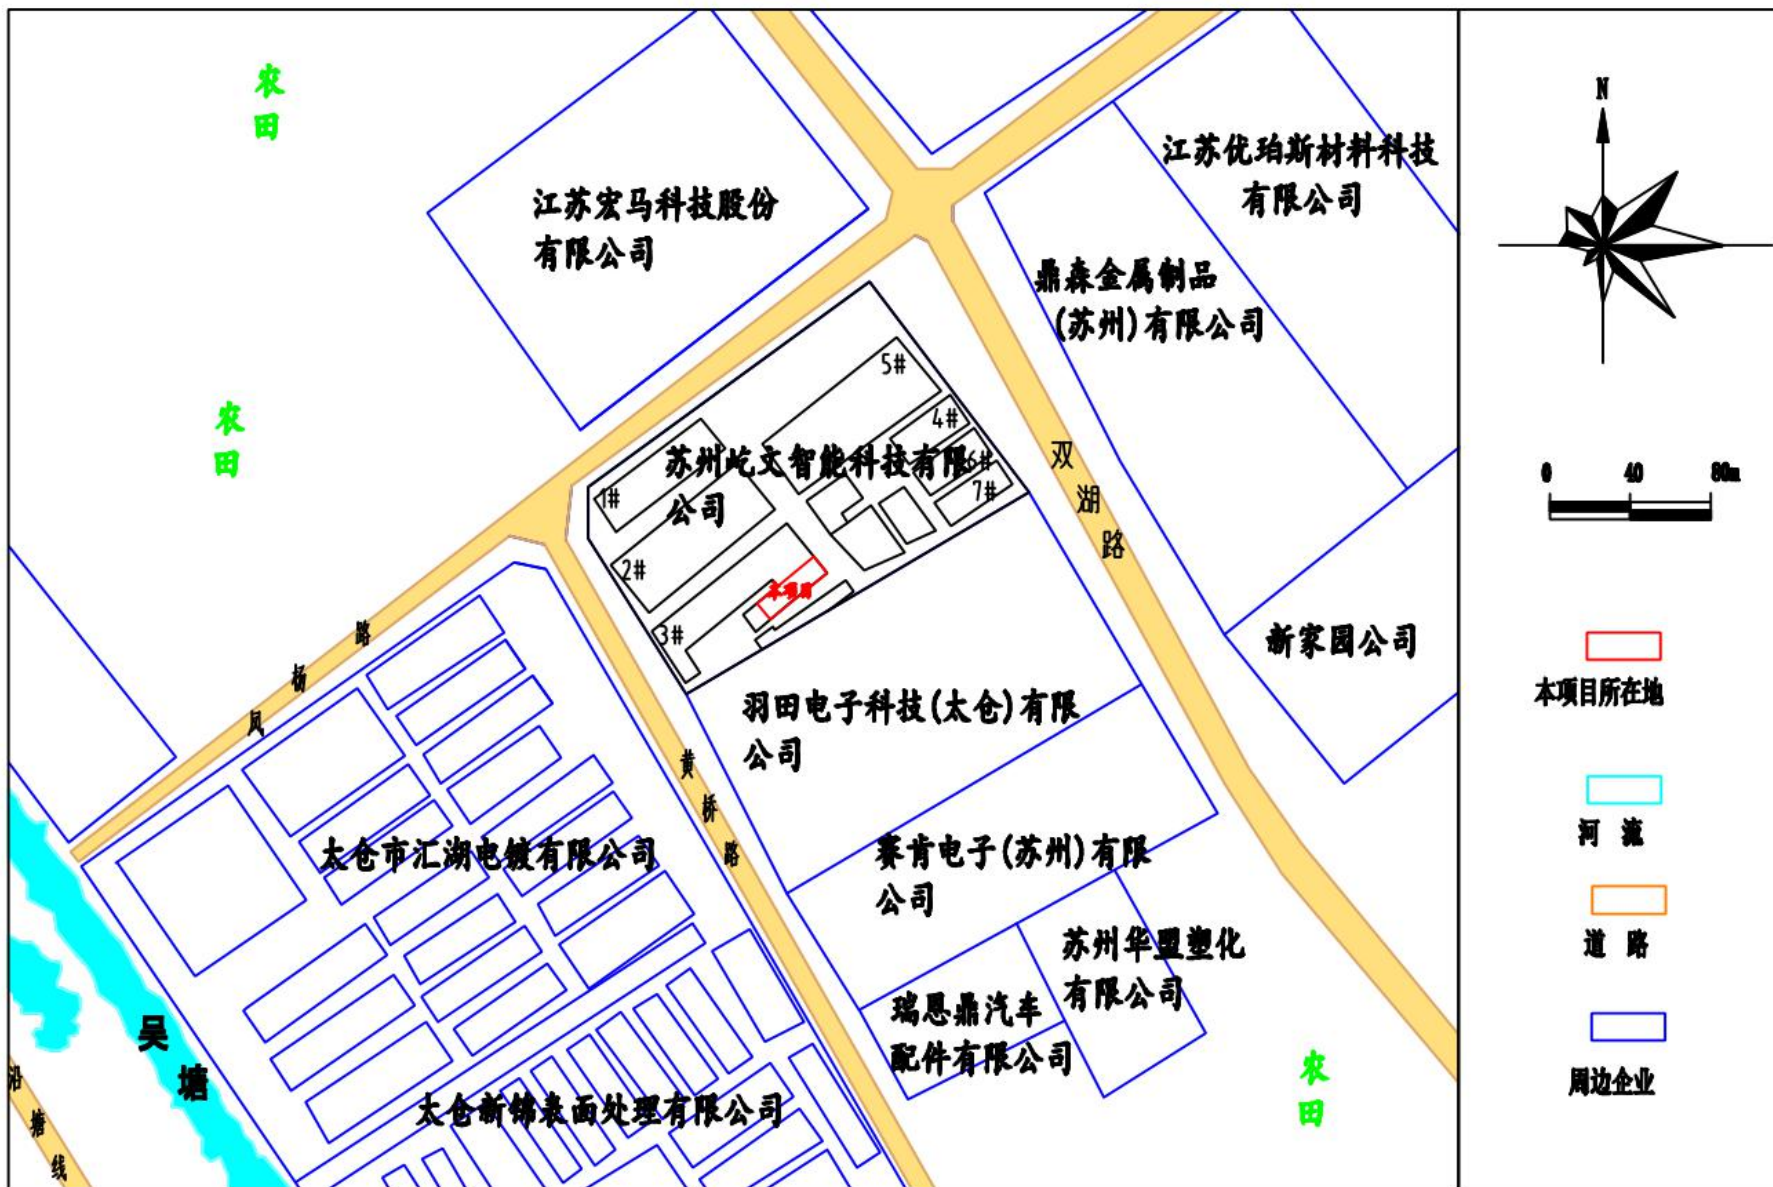 农
田
农
田
江苏宏马科技股份
有限公司
江苏优珀斯材料科技
有限公司
鼎森金属制品
(苏州)有限公司
5#
4#
6#
7#
苏州屹文智能科技有限
公司
1#
2#
3#
本项目
双
湖
路
新家园公司
羽田电子科技(太仓)有限
公司
路
杨
凤
黄
桥
路
太仓市汇湖电镀有限公司
赛肯电子(苏州)有限
公司
苏州华盟塑化
有限公司
瑞恩鼎汽车
配件有限公司
吴
塘
沿
塘
线
太仓新锦表面处理有限公司
农
田
N
0 40 80m
本项目所在地
河 流
道 路
周边企业